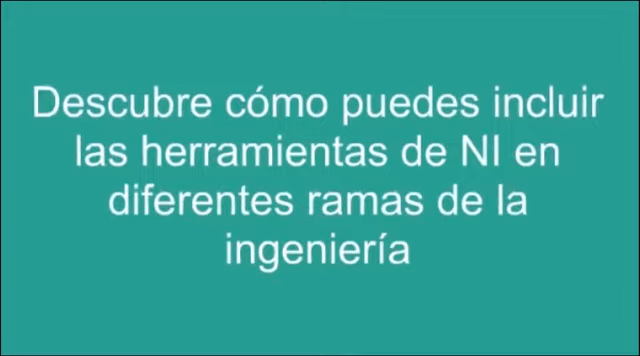 Descubre cómo puedes incluir
las herramientas de NI en
diferentes ramas de la
ingeniería